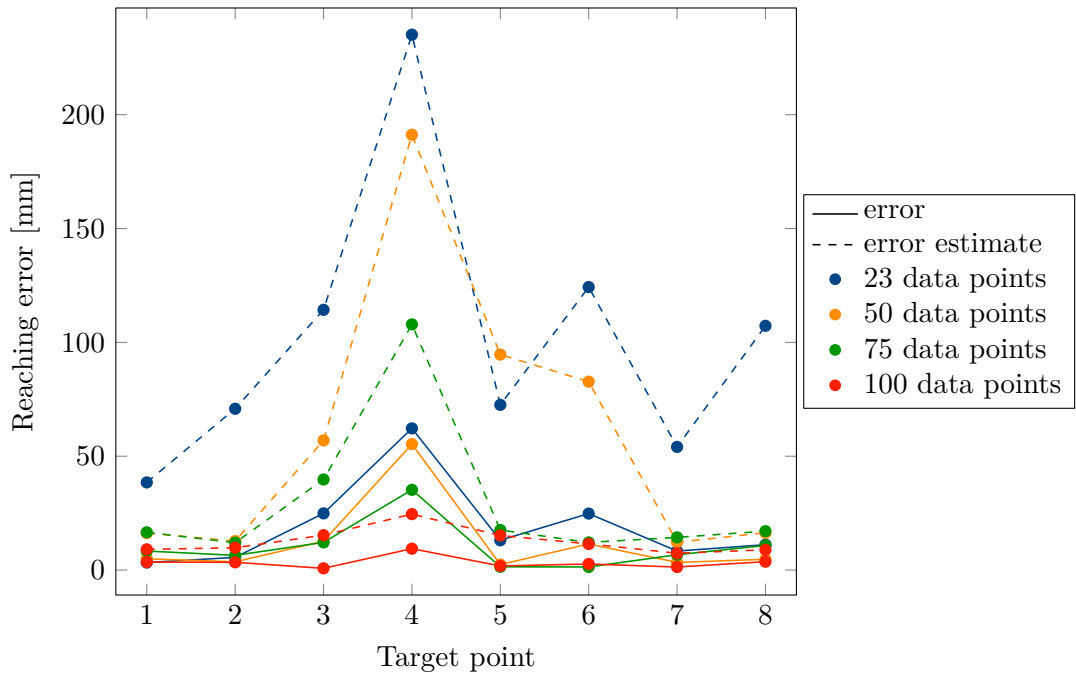 200
150
100
50
0
Reaching error [mm]
1 2 3 4 5 6 7 8
Target point
error
error estimate
23 data points
50 data points
75 data points
100 data points